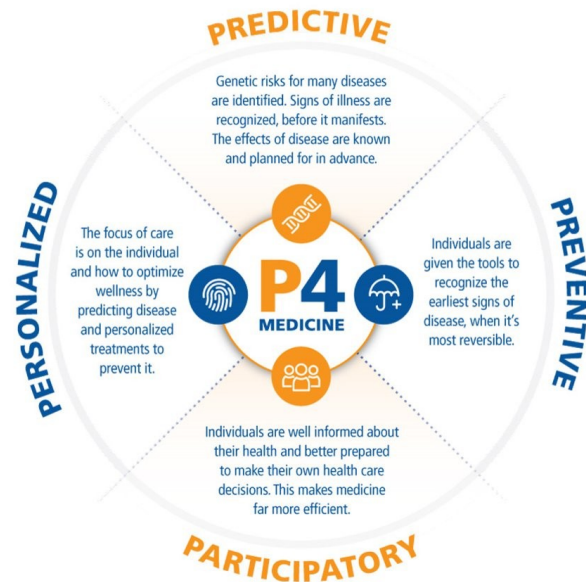 PREDICTIVE
Genetic risks for many diseases
are identified. Signs of illness are
recognized, before it manifests.
The effects of disease are known
and planned for in advance.
PERSONALIZED
The focus of care
is on the individual
and how to optimize
wellness by
predicting disease
and personalized
treatments to
prevent it.
P4
MEDICINE
Individuals are
given the tools to
recognize the
earliest signs of
disease, when it's
most reversible.
PREVENTIVE
Individuals are well informed about
their health and better prepared
to make their own health care
decisions. This makes medicine
far more efficient.
PARTICIPATORY